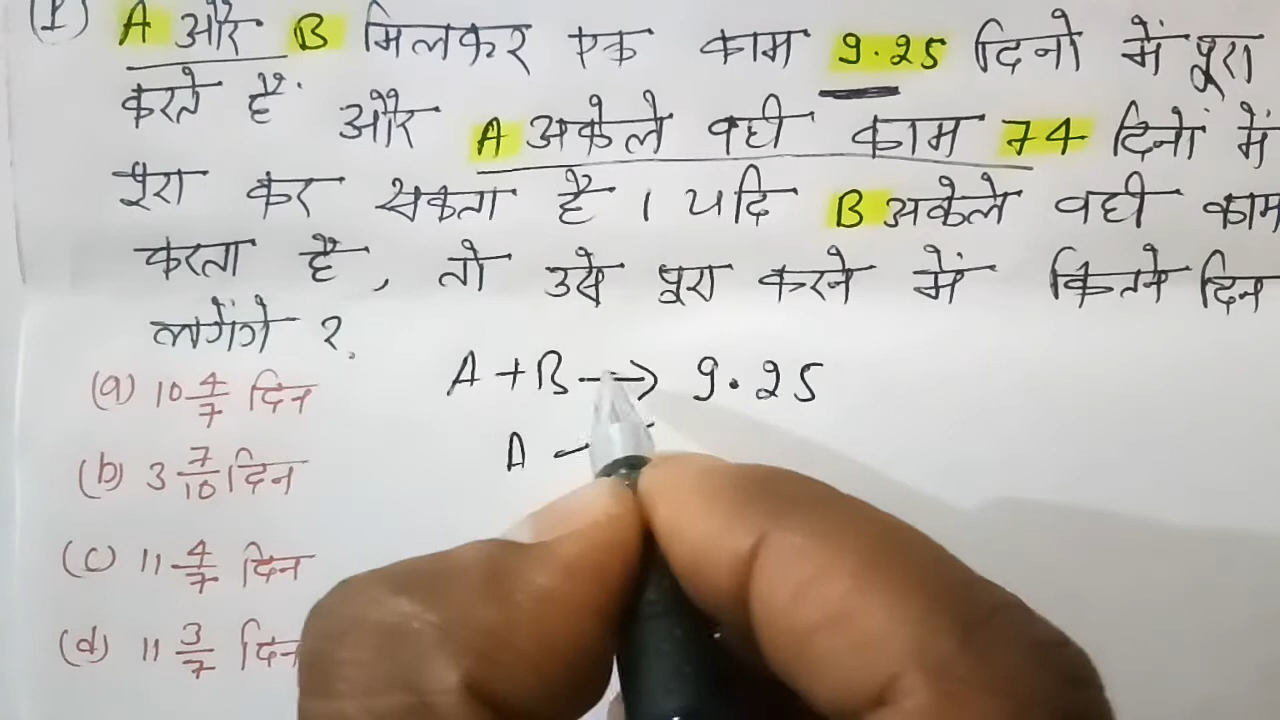 (1) A और B मिलकर एक काम 9.25 दिनो में पूरा
करते हैं. और A अकेले वही काम 74 दिनों में
पूरा कर सकता है । यदि B अकेले वही काम
करता है, तो उसे पूरा करने में कितने दिन
लगेंगे ?
(a) 10 4/7 दिन
(b) 3 7/10 दिन
(c) 11 4/7 दिन
(d) 11 3/7 दिन
A + B → 9.25
A